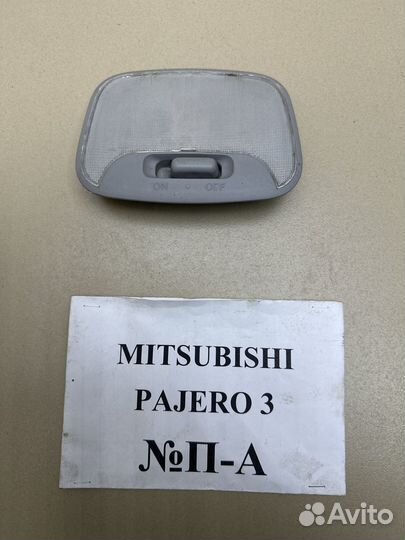 ON O OFF
MITSUBISHI
PAJERO 3
№П-А
Avito